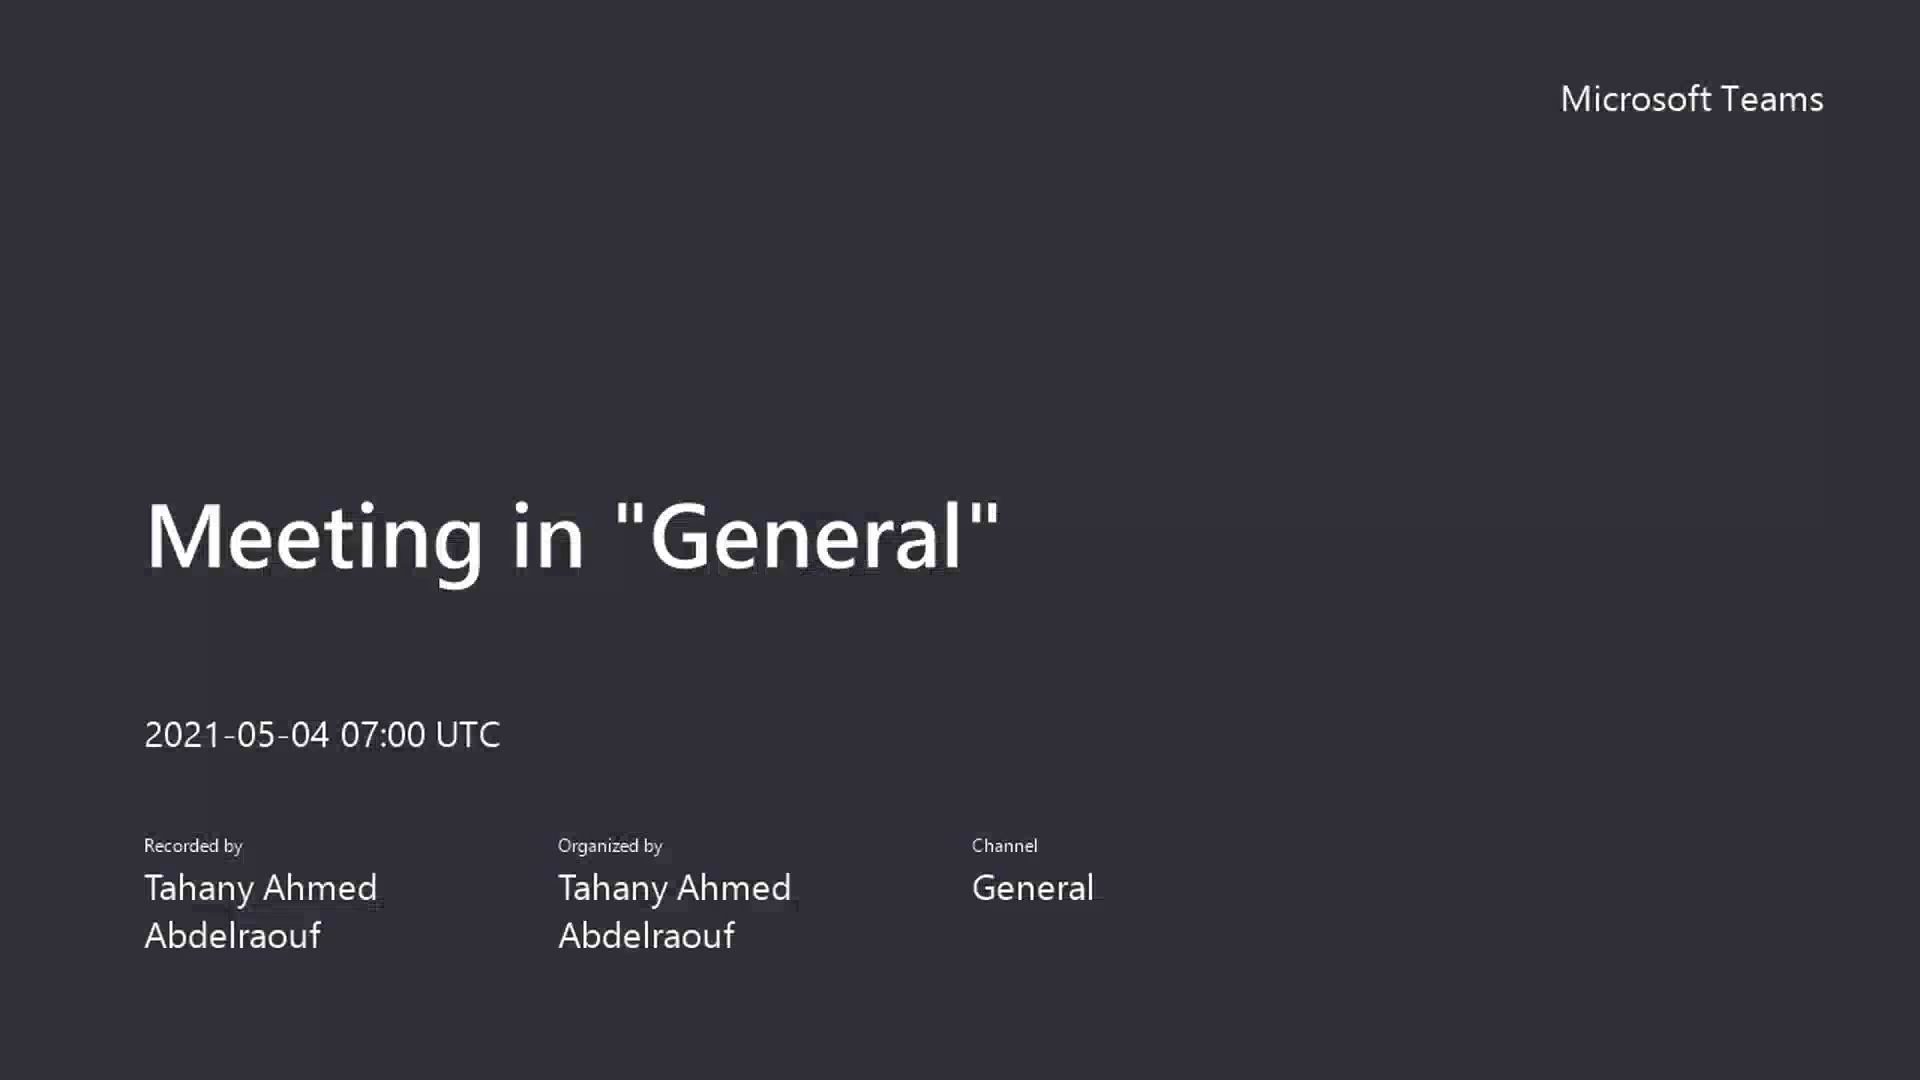 Microsoft Teams
Meeting in "General"
2021-05-04 07:00 UTC
Recorded by
Tahany Ahmed
Abdelraouf
Organized by
Tahany Ahmed
Abdelraouf
Channel
General